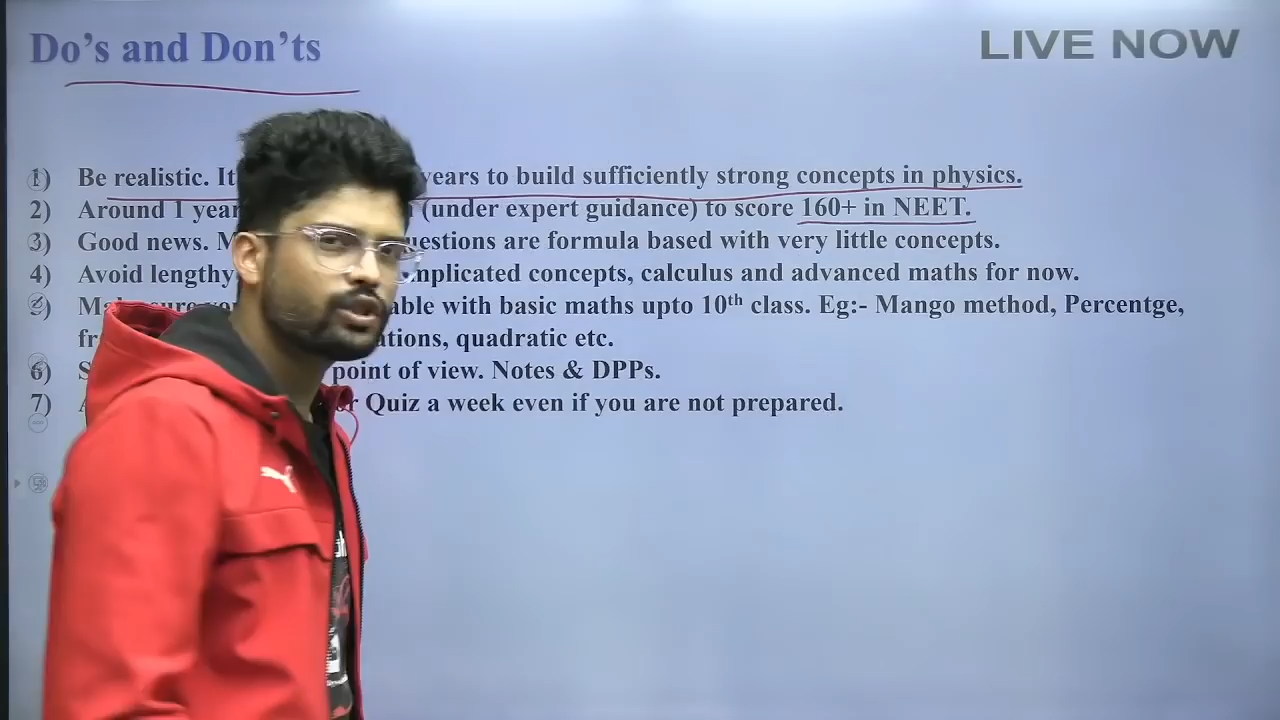 Do’s and Don’ts
LIVE NOW
1) Be realistic. It years to build sufficiently strong concepts in physics.
2) Around 1 year (under expert guidance) to score 160+ in NEET.
3) Good news. questions are formula based with very little concepts.
4) Avoid lengthy complicated concepts, calculus and advanced maths for now.
5) with basic maths upto 10th class. Eg:- Mango method, Percentge,
quadratic etc.
6) point of view. Notes & DPPs.
7) Quiz a week even if you are not prepared.